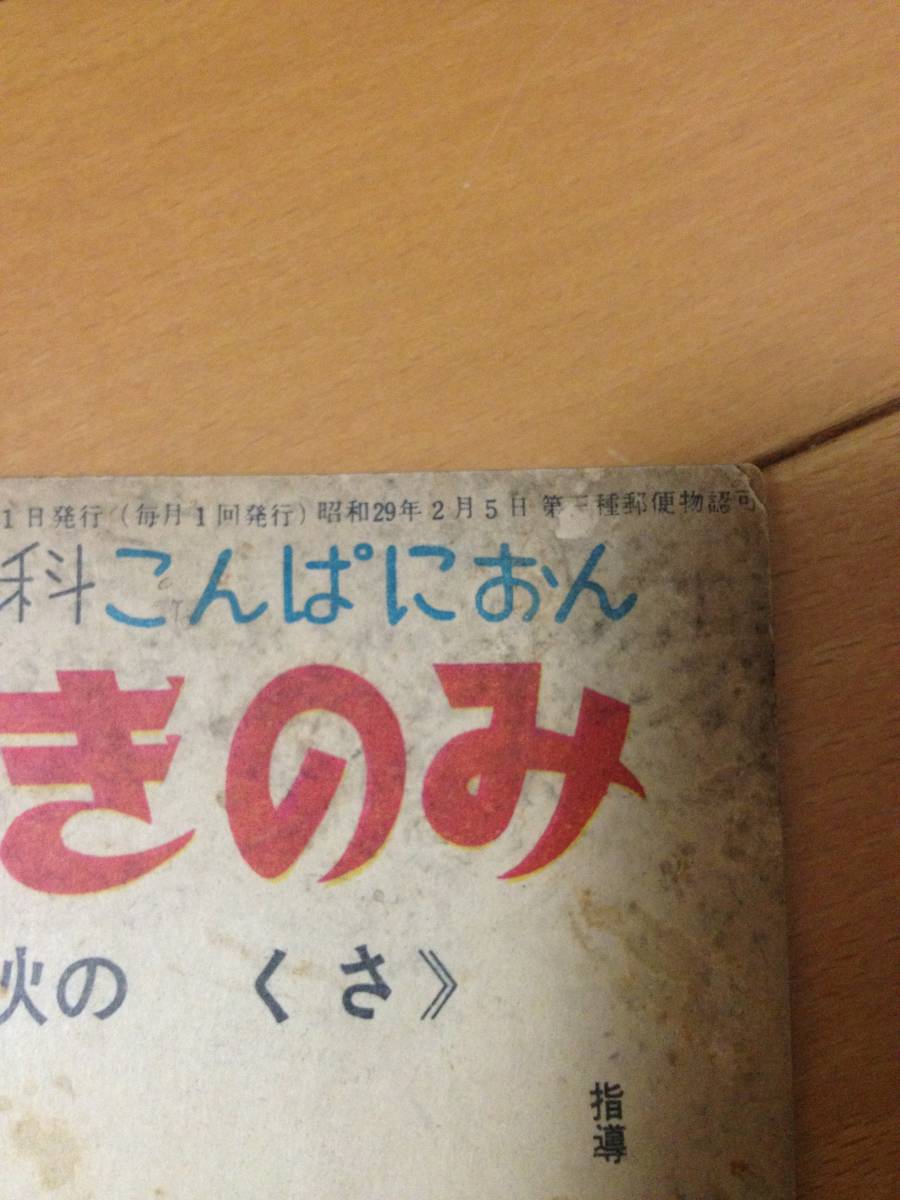 1日発行（毎月1回発行）昭和29年2月5日 第三種郵便物認可
科こんぱにおん
きのみ
秋の くさ》
指導